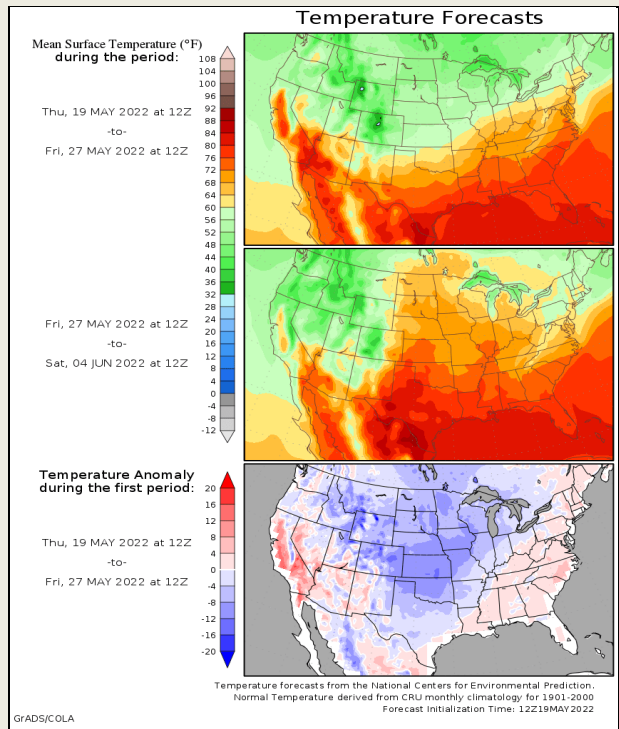 Temperature Forecasts
Mean Surface Temperature (°F)
during the period:
108
104
100
96
92
88
84
80
76
72
68
64
60
56
52
48
44
40
36
32
28
24
20
16
12
8
4
0
-4
-8
-12
Thu, 19 MAY 2022 at 12Z
-to-
Fri, 27 MAY 2022 at 12Z
Fri, 27 MAY 2022 at 12Z
-to-
Sat, 04 JUN 2022 at 12Z
Temperature Anomaly
during the first period:
20
16
12
8
4
0
-4
-8
-12
-16
-20
Thu, 19 MAY 2022 at 12Z
-to-
Fri, 27 MAY 2022 at 12Z
Temperature forecasts from the National Centers for Environmental Prediction.
Normal Temperature derived from CRU monthly climatology for 1901-2000
Forecast Initialization Time: 12Z19MAY2022
GrADS/COLA